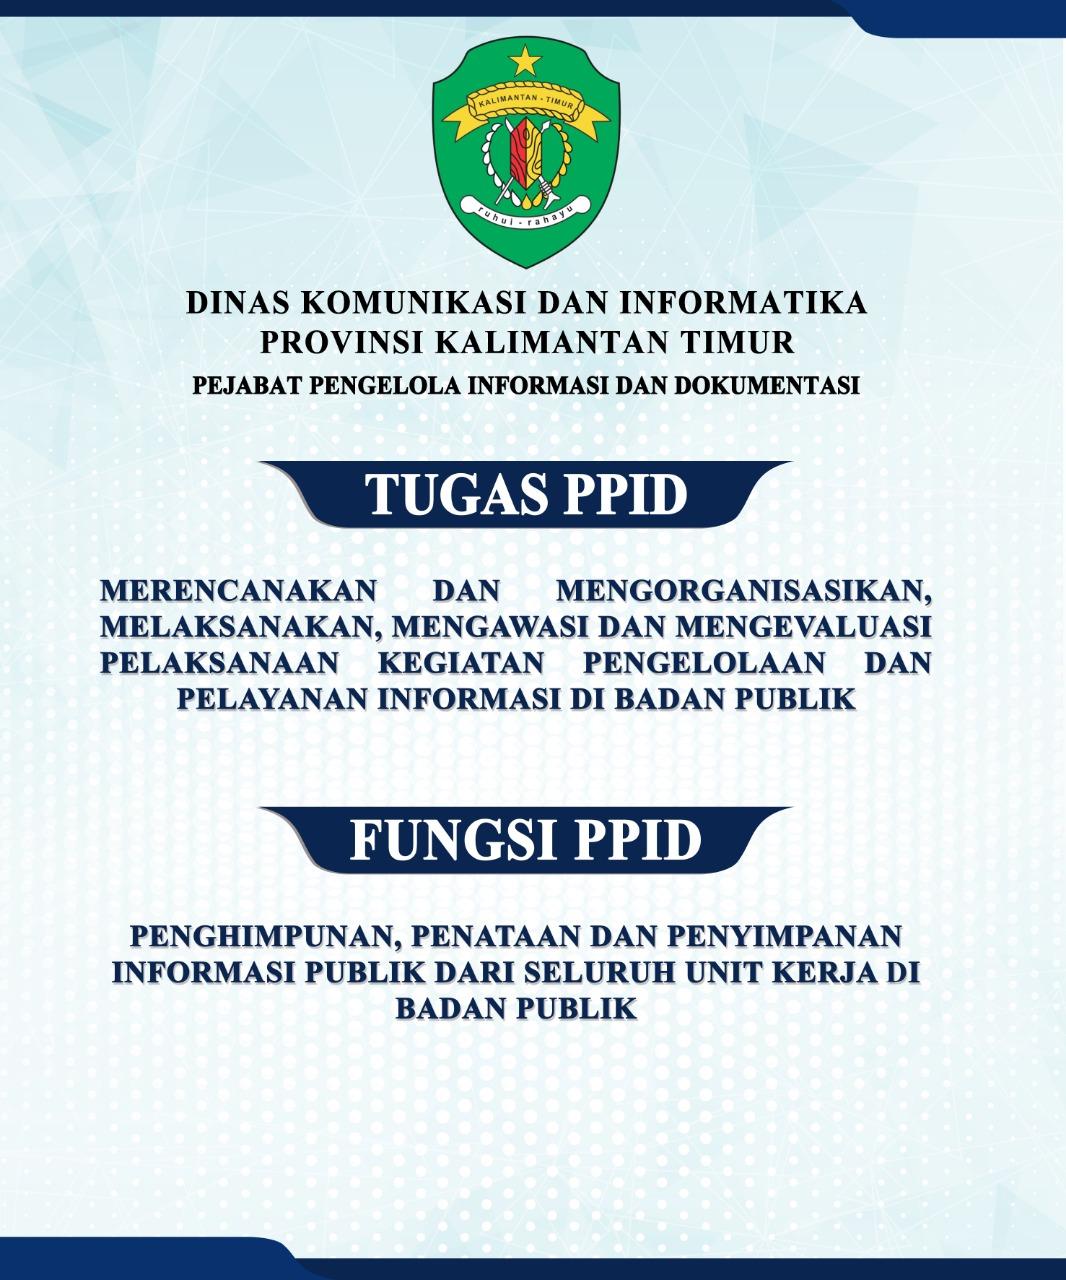 KALIMANTAN - TIMUR
ruhui - rahayu
DINAS KOMUNIKASI DAN INFORMATIKA
PROVINSI KALIMANTAN TIMUR
PEJABAT PENGELOLA INFORMASI DAN DOKUMENTASI
TUGAS PPID
MERENCANAKAN DAN MENGORGANISASIKAN,
MELAKSANAKAN, MENGAWASI DAN MENGEVALUASI
PELAKSANAAN KEGIATAN PENGELOLAAN DAN
PELAYANAN INFORMASI DI BADAN PUBLIK
FUNGSI PPID
PENGHIMPUNAN, PENATAAN DAN PENYIMPANAN
INFORMASI PUBLIK DARI SELURUH UNIT KERJA DI
BADAN PUBLIK